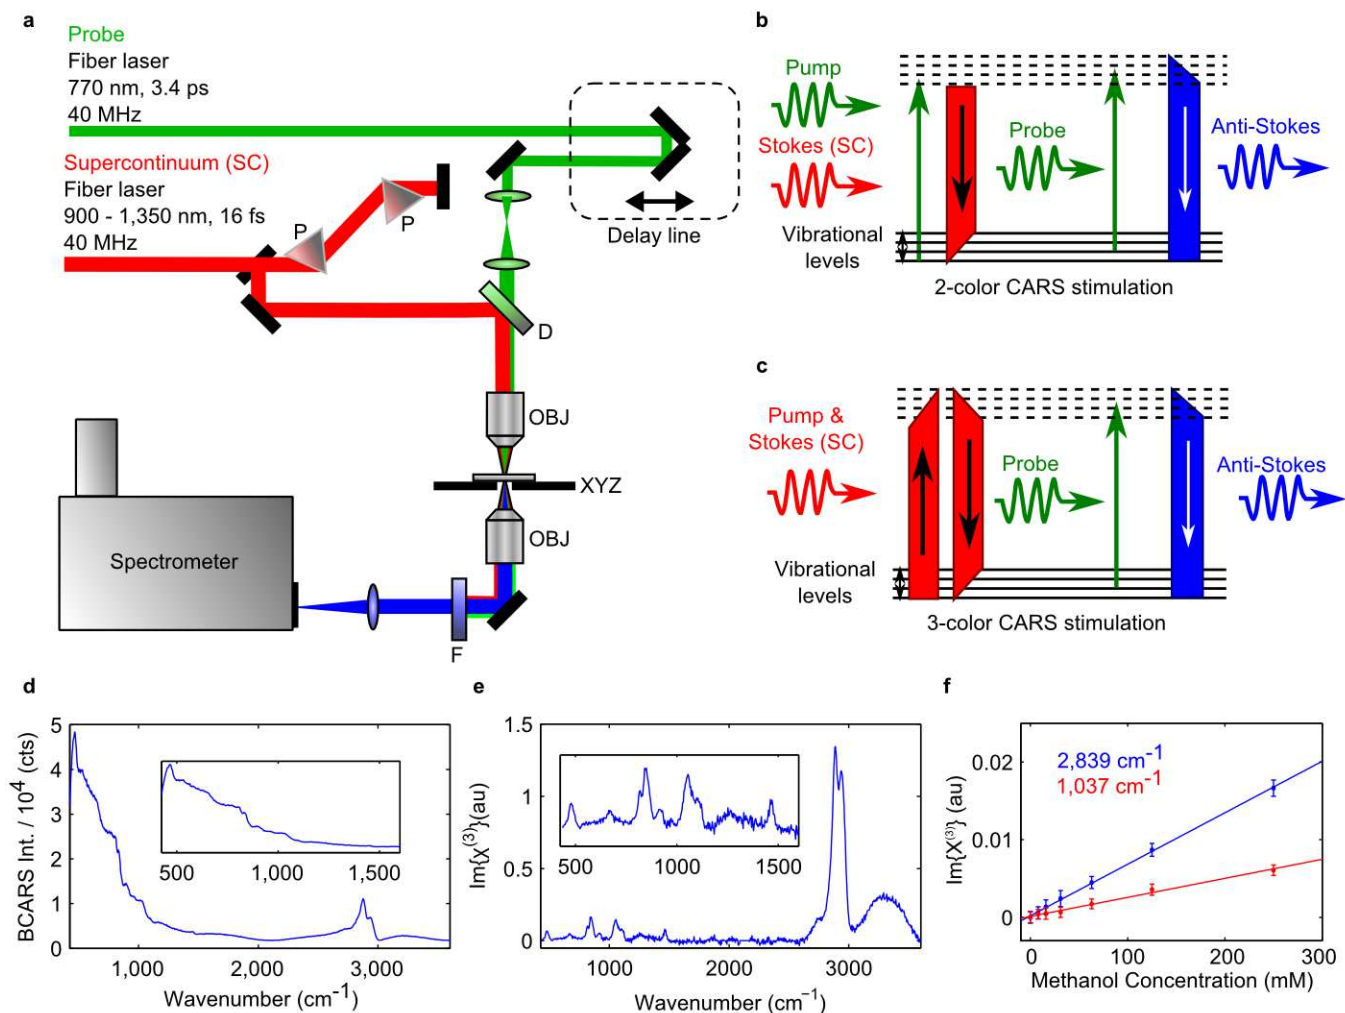 a
Probe
Fiber laser
770 nm, 3.4 ps
40 MHz
Supercontinuum (SC)
Fiber laser
900 - 1,350 nm, 16 fs
40 MHz
P
P
Delay line
D
OBJ
XYZ
OBJ
Spectrometer
F
b
Pump
Stokes (SC)
Probe
Anti-Stokes
Vibrational
levels
2-color CARS stimulation
c
Pump &
Stokes (SC)
Probe
Anti-Stokes
Vibrational
levels
3-color CARS stimulation
d
BCARS Int. / 10⁴ (cts)
5
4
3
2
1
0
500
1,000
1,500
1,000
2,000
3,000
Wavenumber (cm⁻¹)
e
Im{χ⁽³⁾}(au)
1.5
1
0.5
0
500
1000
1500
1000
2000
3000
Wavenumber (cm⁻¹)
f
Im{χ⁽³⁾} (au)
2,839 cm⁻¹
1,037 cm⁻¹
0.02
0.01
0
0
100
200
300
Methanol Concentration (mM)